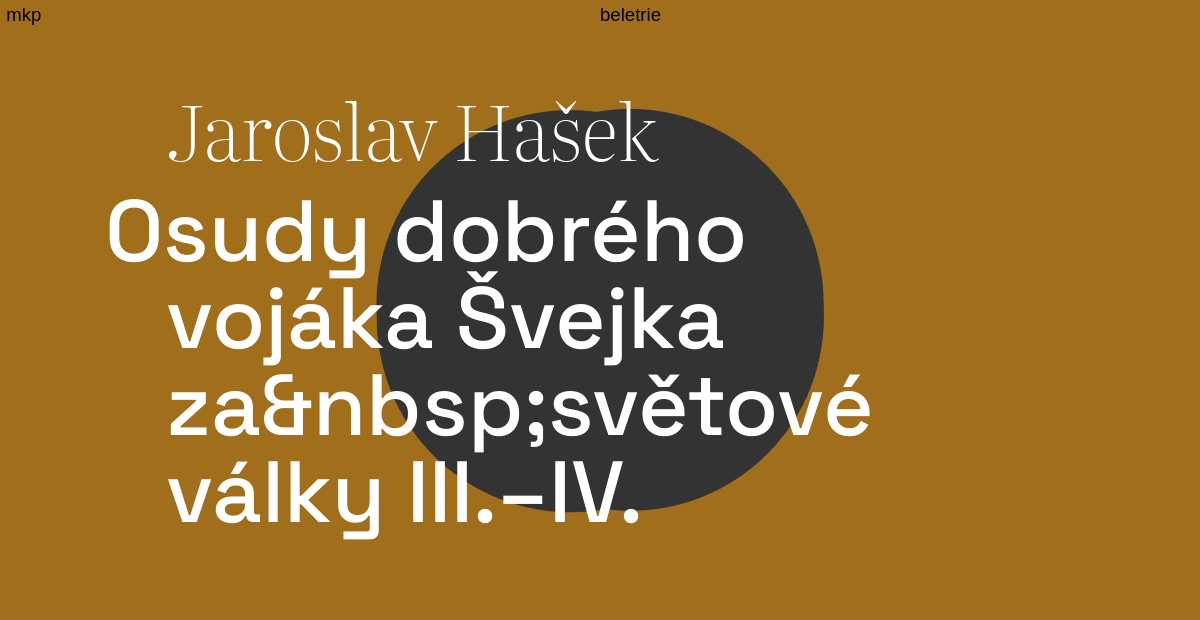 mkp
beletrie
Jaroslav Hašek
Osudy dobrého
vojáka Švejka
za&nbsp;světové
války III.–IV.